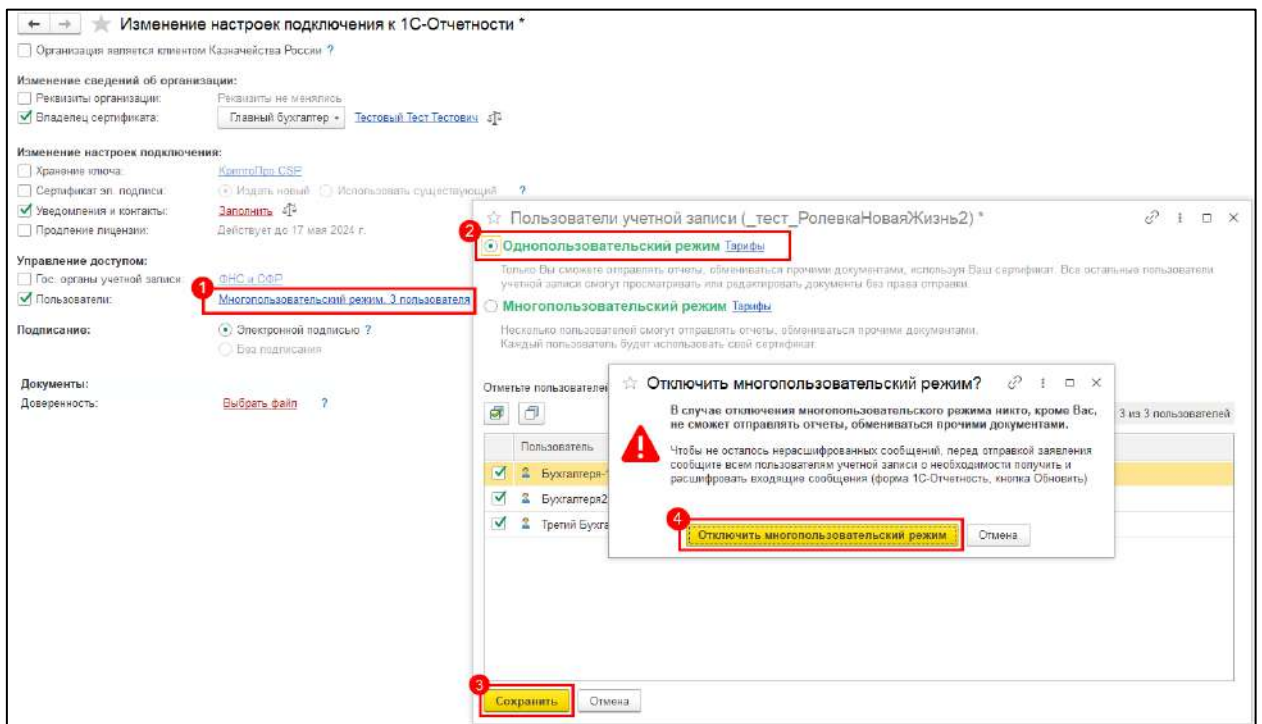 Изменение настроек подключения к 1С-Отчетности *
Организация является клиентом Казначейства России ?
Изменение сведений об организации:
Реквизиты организации: Реквизиты не менялись
Владелец сертификата: Главный бухгалтер Тестовый Тест Тестович
Изменение настроек подключения:
Хранение ключа: КриптоПро CSP
Сертификат эл. подписи: Издать новый Использовать существующий ?
Уведомления и контакты: Заполнить
Продление лицензии: Действует до 17 мая 2024 г.
Управление доступом:
Гос. органы учетной записи: ФНС и СФР
1
Пользователи: Многопользовательский режим, 3 пользователя
Подписание: Электронной подписью ?
Без подписания
Документы:
Доверенность: Выбрать файл ?
Пользователи учетной записи (_тест_РолевкаНоваяЖизнь2) *
2
Однопользовательский режим Тарифы
Только Вы сможете отправлять отчеты, обмениваться прочими документами, используя Ваш сертификат. Все остальные пользователи
учетной записи смогут просматривать или редактировать документы без права отправки.
Многопользовательский режим Тарифы
Несколько пользователей смогут отправлять отчеты, обмениваться прочими документами.
Каждый пользователь будет использовать свой сертификат
Отметьте пользователей
3 из 3 пользователей
Пользователь
Бухгалтеря-1
Бухгалтеря2
Третий Бухга
Отключить многопользовательский режим?
В случае отключения многопользовательского режима никто, кроме Вас,
не сможет отправлять отчеты, обмениваться прочими документами.
Чтобы не осталось нерасшифрованных сообщений, перед отправкой заявления
сообщите всем пользователям учетной записи о необходимости получить и
расшифровать входящие сообщения (форма 1С-Отчетность, кнопка Обновить)
4
Отключить многопользовательский режим Отмена
3
Сохранить Отмена